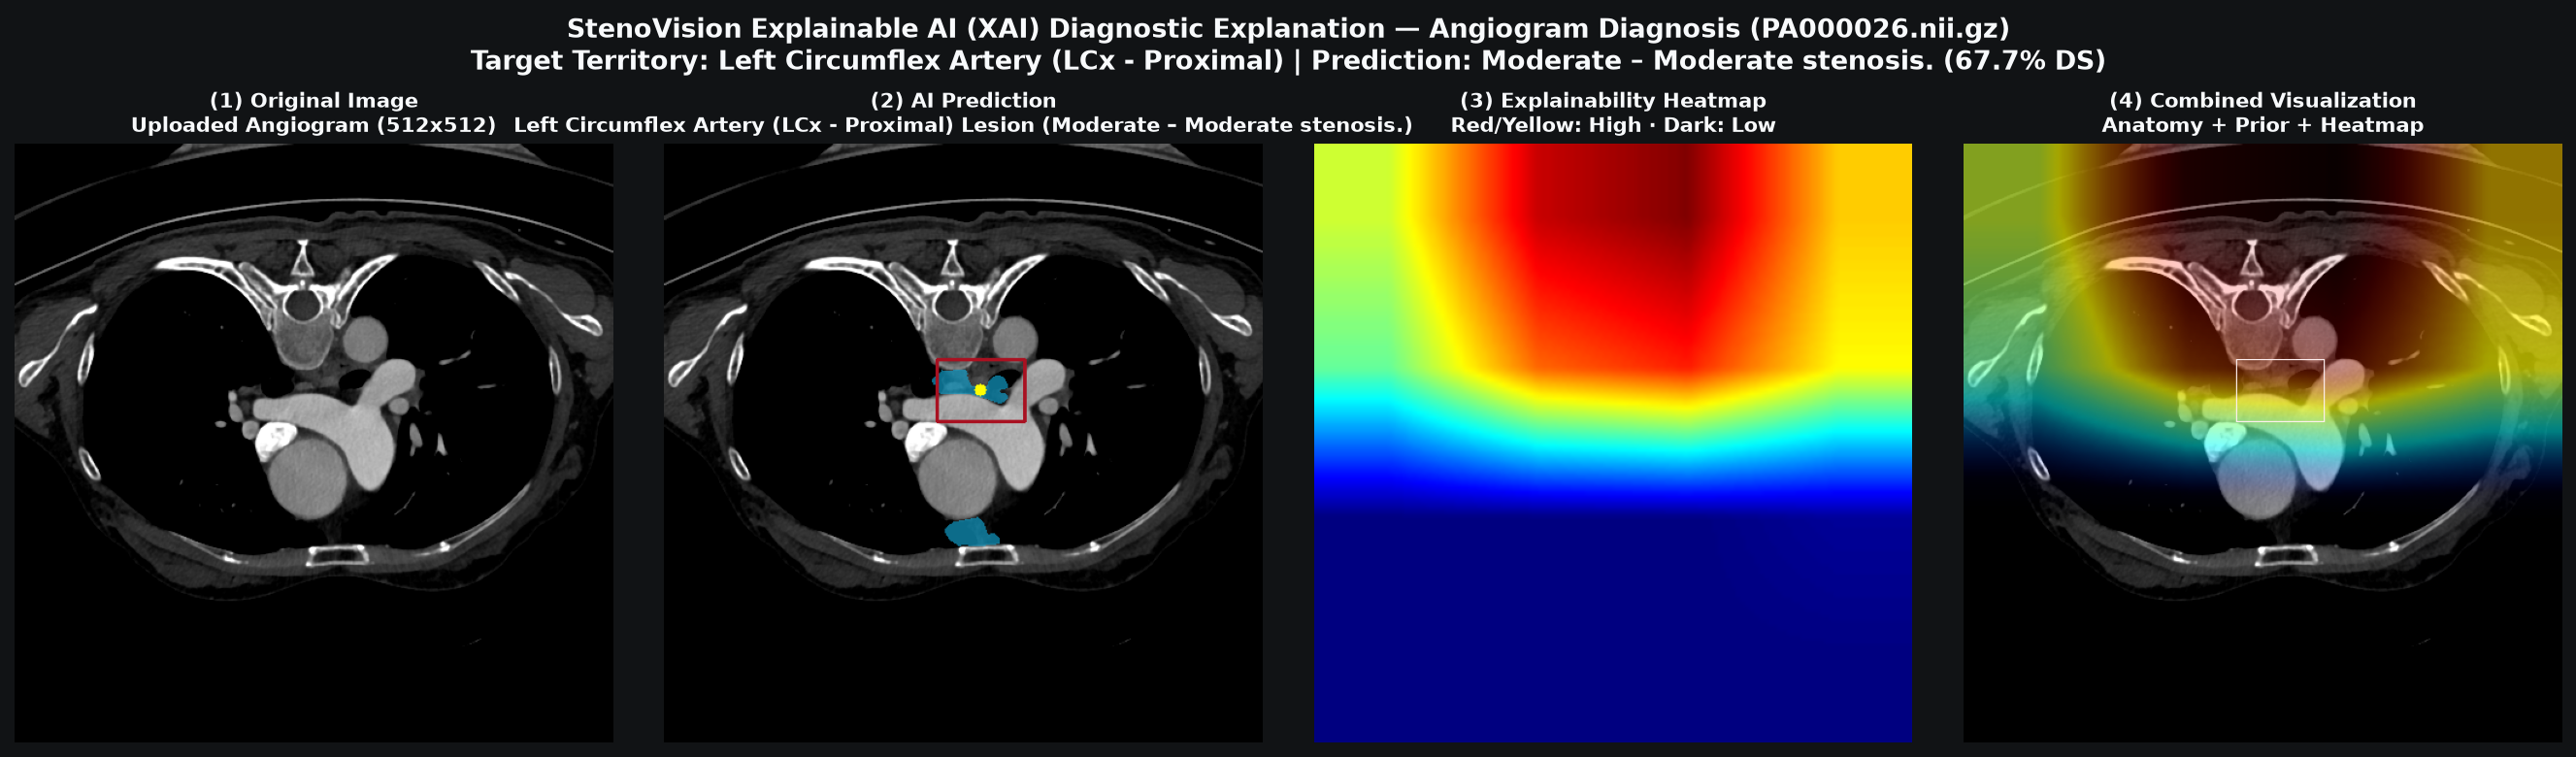 StenoVision Explainable AI (XAI) Diagnostic Explanation — Angiogram Diagnosis (PA000026.nii.gz)
Target Territory: Left Circumflex Artery (LCx - Proximal) | Prediction: Moderate – Moderate stenosis. (67.7% DS)
(1) Original Image
Uploaded Angiogram (512x512)
(2) AI Prediction
Left Circumflex Artery (LCx - Proximal) Lesion (Moderate – Moderate stenosis.)
(3) Explainability Heatmap
Red/Yellow: High · Dark: Low
(4) Combined Visualization
Anatomy + Prior + Heatmap